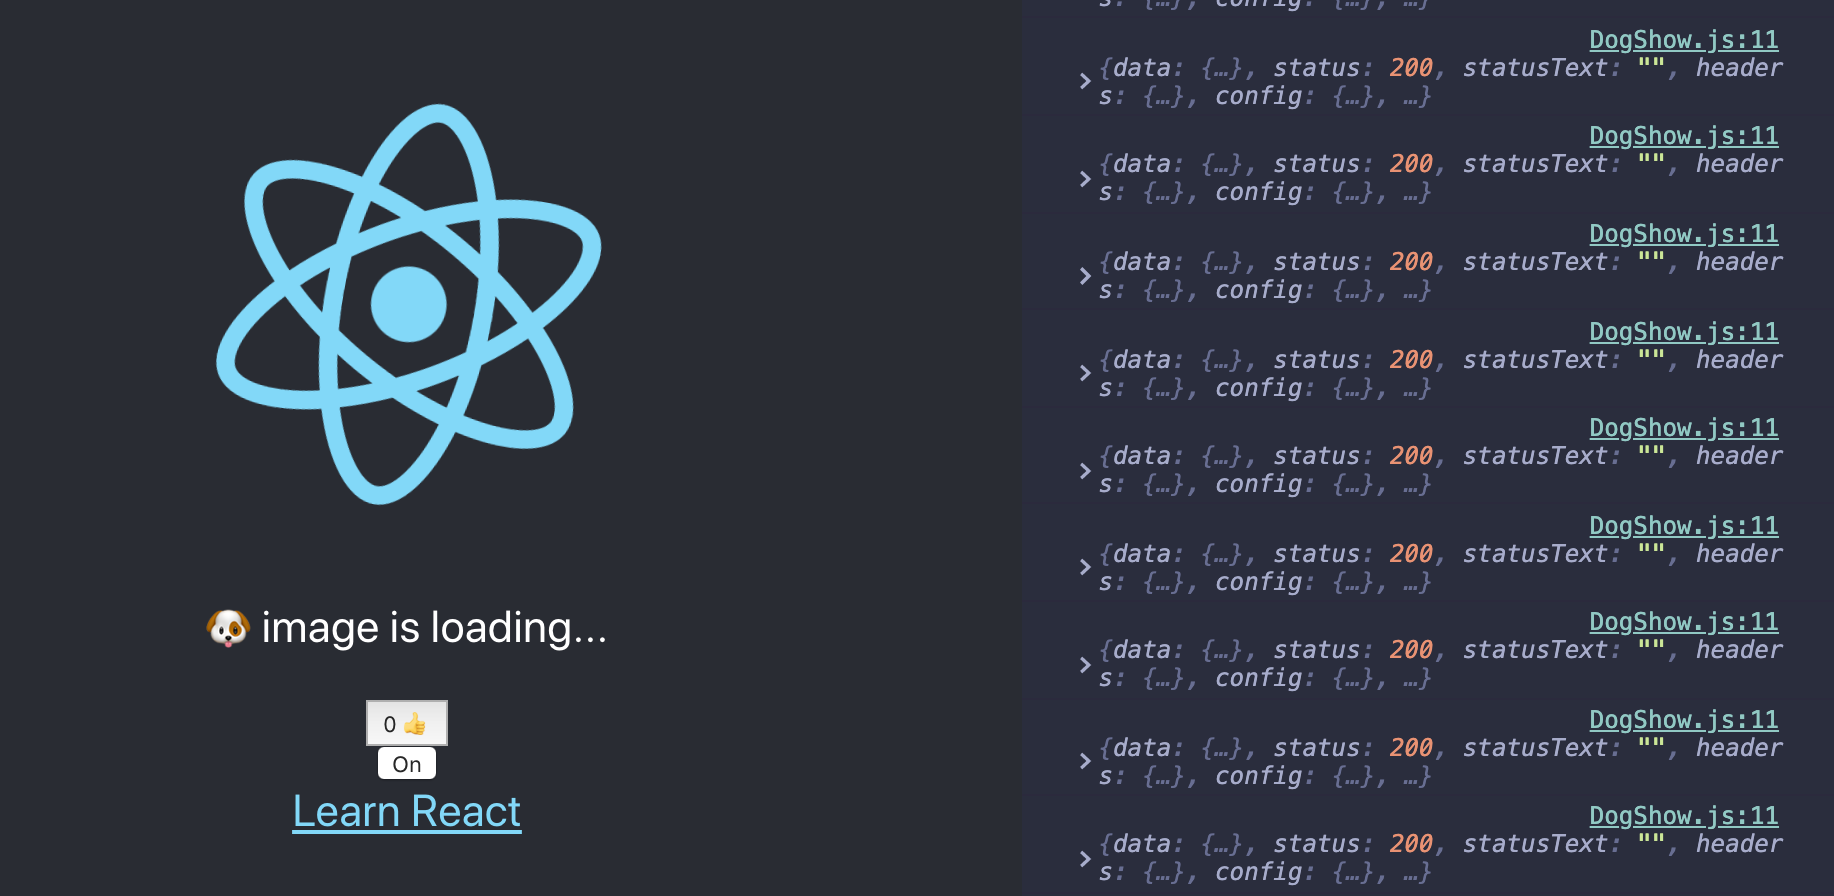 🐶 image is loading...
0 👍
On
Learn React
s: {…}, config: {…}, …}
DogShow.js:11
{data: {…}, status: 200, statusText: "", header
s: {…}, config: {…}, …}
DogShow.js:11
{data: {…}, status: 200, statusText: "", header
s: {…}, config: {…}, …}
DogShow.js:11
{data: {…}, status: 200, statusText: "", header
s: {…}, config: {…}, …}
DogShow.js:11
{data: {…}, status: 200, statusText: "", header
s: {…}, config: {…}, …}
DogShow.js:11
{data: {…}, status: 200, statusText: "", header
s: {…}, config: {…}, …}
DogShow.js:11
{data: {…}, status: 200, statusText: "", header
s: {…}, config: {…}, …}
DogShow.js:11
{data: {…}, status: 200, statusText: "", header
s: {…}, config: {…}, …}
DogShow.js:11
{data: {…}, status: 200, statusText: "", header
s: {…}, config: {…}, …}
DogShow.js:11
{data: {…}, status: 200, statusText: "", header
s: {…}, config: {…}, …}